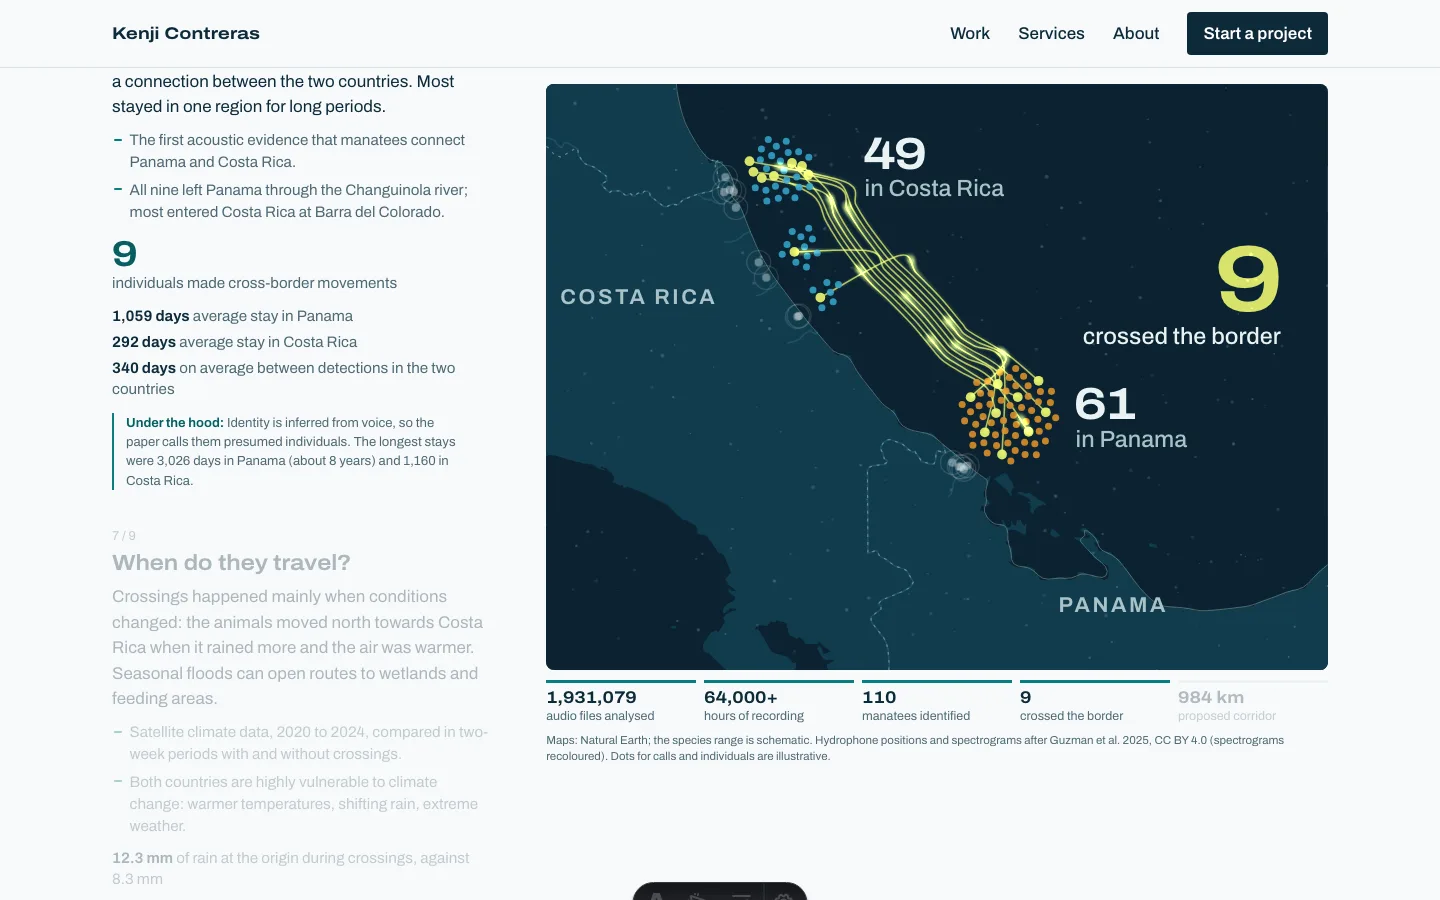 Kenji Contreras
Work
Services
About
Start a project
a connection between the two countries. Most
stayed in one region for long periods.
– The first acoustic evidence that manatees connect
Panama and Costa Rica.
– All nine left Panama through the Changuinola river;
most entered Costa Rica at Barra del Colorado.
9
individuals made cross-border movements
1,059 days average stay in Panama
292 days average stay in Costa Rica
340 days on average between detections in the two
countries
Under the hood: Identity is inferred from voice, so the
paper calls them presumed individuals. The longest stays
were 3,026 days in Panama (about 8 years) and 1,160 in
Costa Rica.
7 / 9
When do they travel?
Crossings happened mainly when conditions
changed: the animals moved north towards Costa
Rica when it rained more and the air was warmer.
Seasonal floods can open routes to wetlands and
feeding areas.
– Satellite climate data, 2020 to 2024, compared in two-
week periods with and without crossings.
– Both countries are highly vulnerable to climate
change: warmer temperatures, shifting rain, extreme
weather.
12.3 mm of rain at the origin during crossings, against
8.3 mm
49
in Costa Rica
COSTA RICA
9
crossed the border
61
in Panama
PANAMA
1,931,079
audio files analysed
64,000+
hours of recording
110
manatees identified
9
crossed the border
984 km
proposed corridor
Maps: Natural Earth; the species range is schematic. Hydrophone positions and spectrograms after Guzman et al. 2025, CC BY 4.0 (spectrograms
recoloured). Dots for calls and individuals are illustrative.